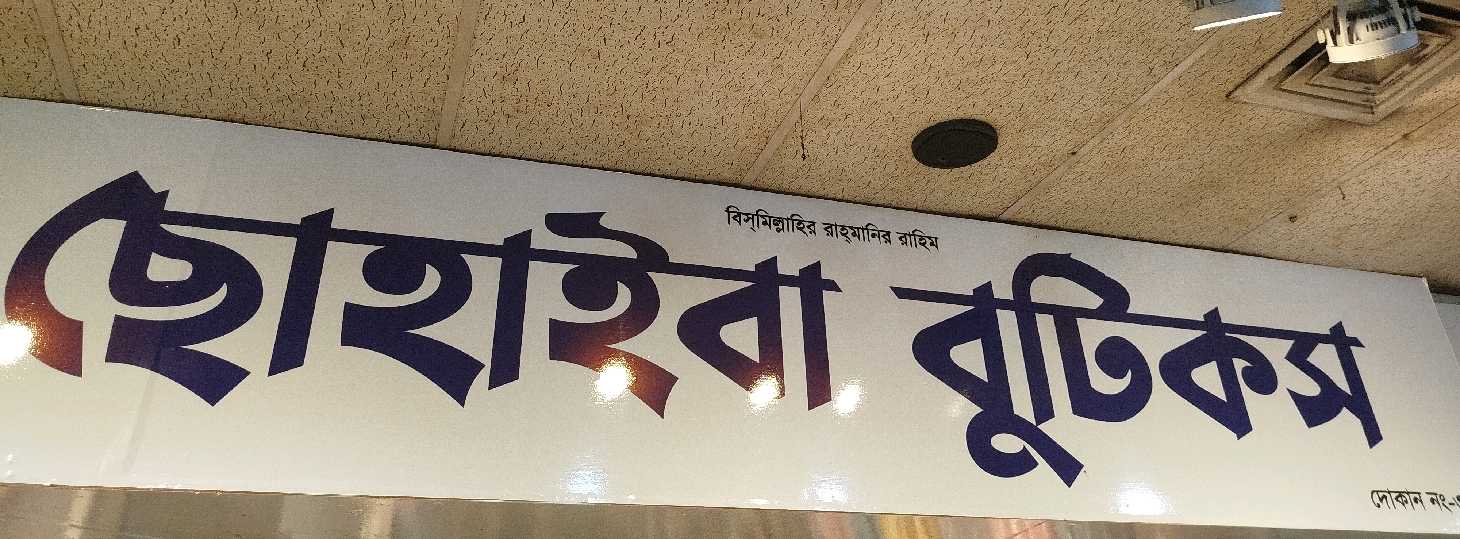 বিস্‌মিল্লাহির রাহ্‌মানির রাহিম
ছোহাইবা বুটিকস
দোকান নং-